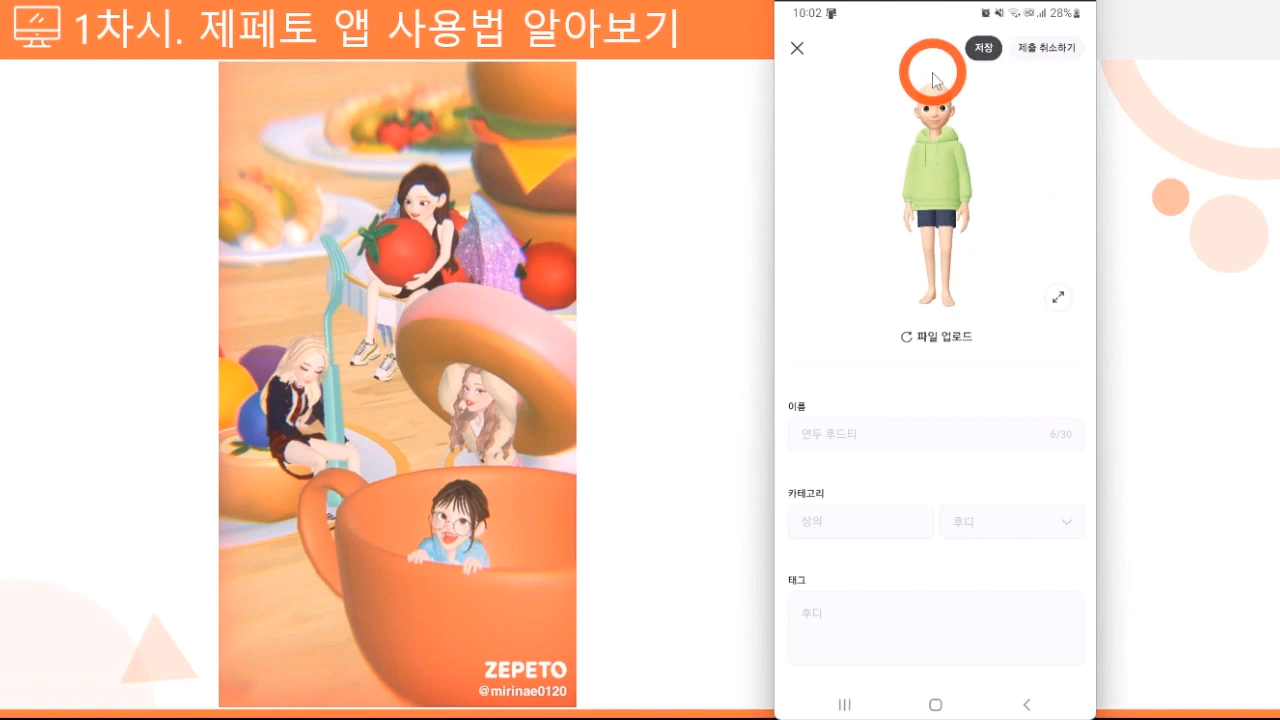 1차시. 제페토 앱 사용법 알아보기
ZEPETO
@mirinae0120
10:02
28%
저장
제출 취소하기
파일 업로드
이름
연두 후드티
6/30
카테고리
상의
후디
태그
후디